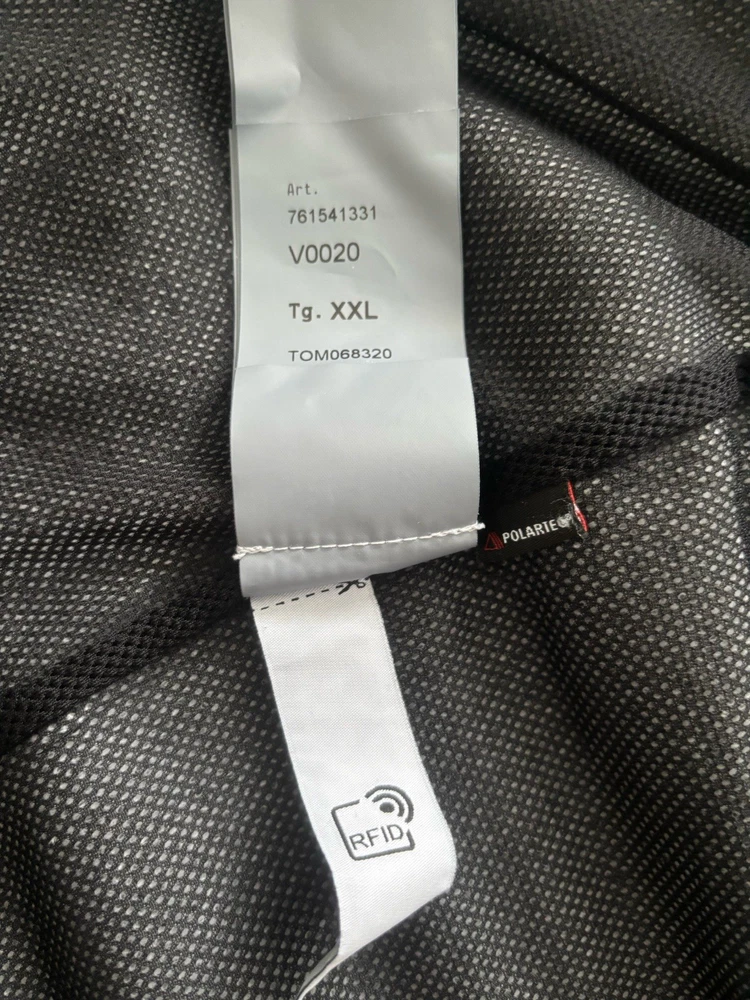 Art.
761541331
V0020
Tg. XXL
TOM068320
POLARTEC
RFID